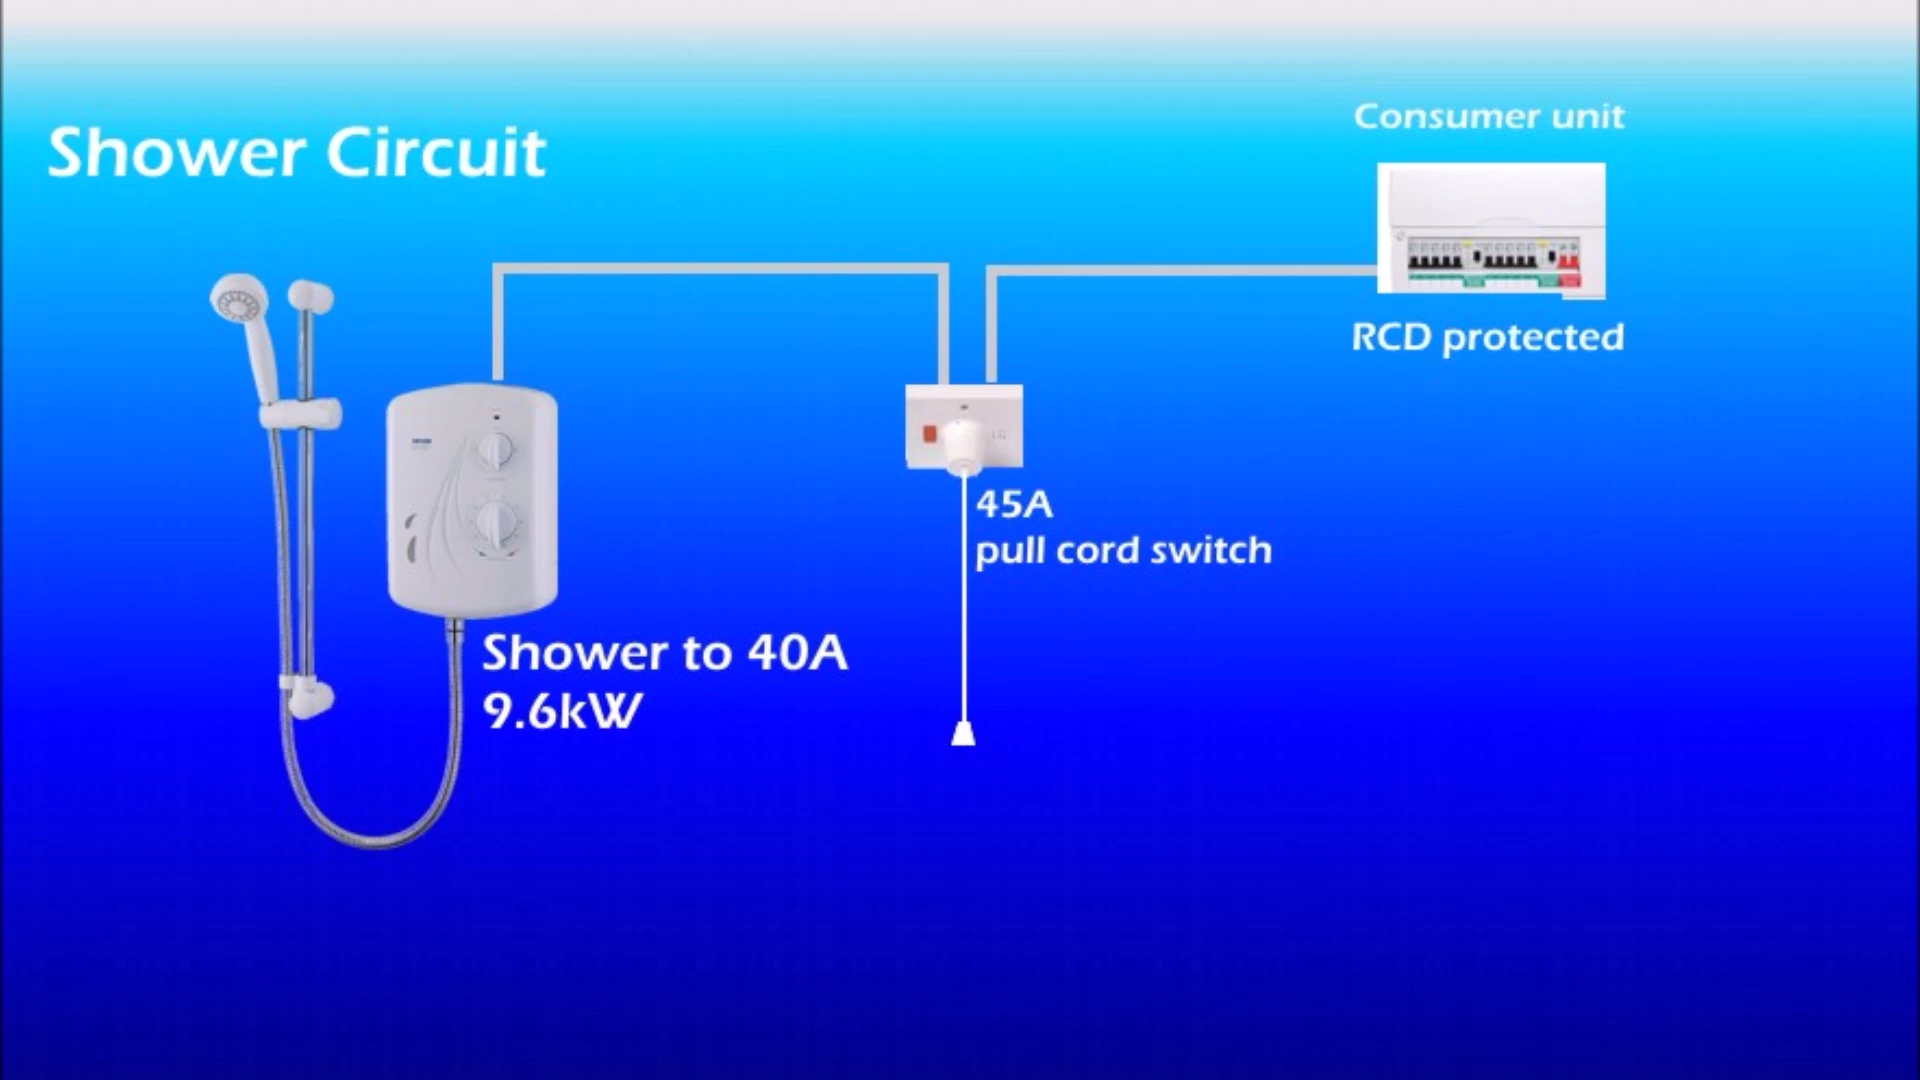 Shower Circuit
Consumer unit
RCD protected
45A
pull cord switch
Shower to 40A
9.6kW